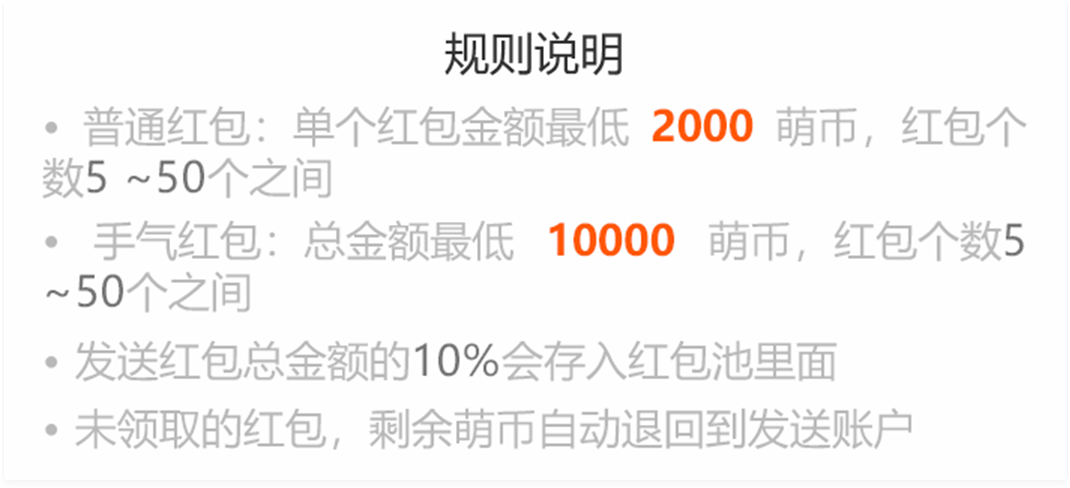 规则说明
• 普通红包：单个红包金额最低 2000 萌币，红包个
数5 ~50个之间
• 手气红包：总金额最低 10000 萌币，红包个数5
~50个之间
• 发送红包总金额的10%会存入红包池里面
• 未领取的红包，剩余萌币自动退回到发送账户